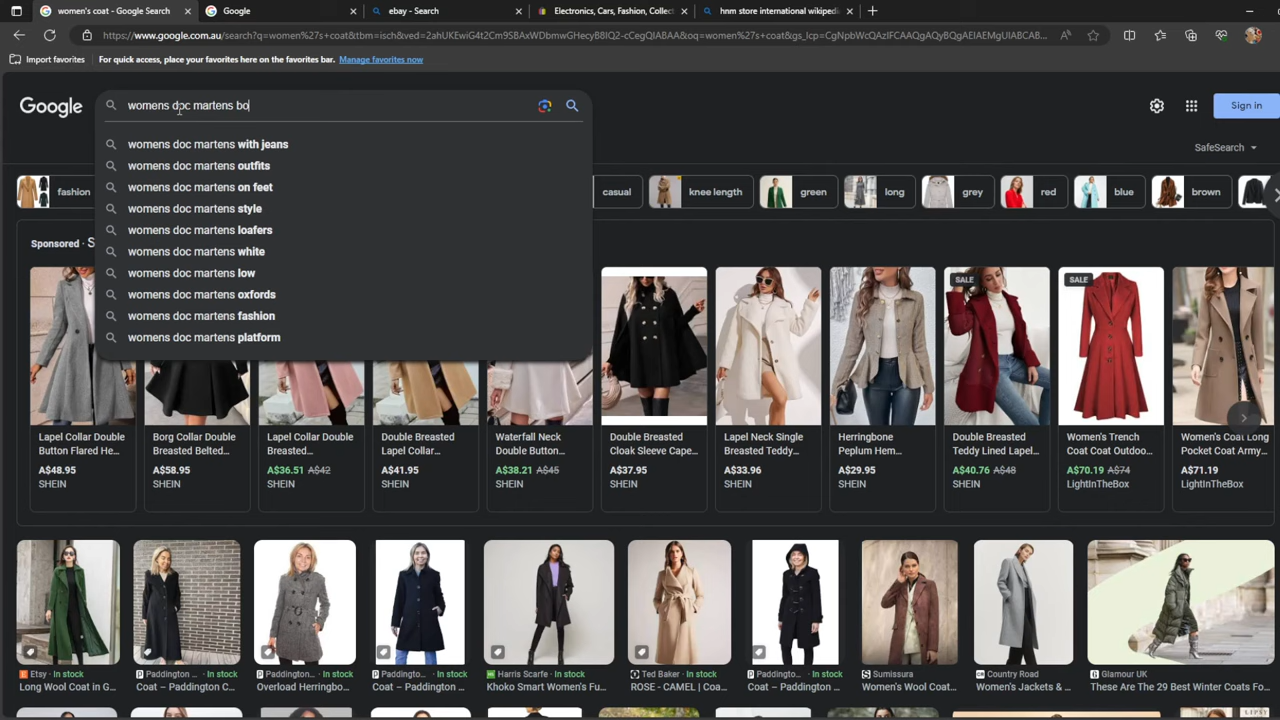 women's coat - Google Search
Google
ebay - Search
Electronics, Cars, Fashion, Collect
hnm store international wikiped
https://www.google.com.au/search?q=women%27s+coat&tbm=isch&ved=2ahUKEwiG4t2Cm9SBAxWDbmwGHecyB8IQ2-cCegQIABAA&oq=women%27s+coat&gs_lcp=CgNpbWcQAzIFCAAQgAQyBQgAEIAEMgUIABCABC...
Import favorites
For quick access, place your favorites here on the favorites bar. Manage favorites now
Google
womens doc martens bo
Sign in
womens doc martens with jeans
womens doc martens outfits
womens doc martens on feet
womens doc martens style
womens doc martens loafers
womens doc martens white
womens doc martens low
womens doc martens oxfords
womens doc martens fashion
womens doc martens platform
SafeSearch
fashion
casual
knee length
green
long
grey
red
blue
brown
Sponsored · S
SALE
SALE
Lapel Collar Double Button Flared He...
A$48.95
SHEIN
Borg Collar Double Breasted Belted...
A$58.95
SHEIN
Lapel Collar Double Breasted...
A$36.51 A$42
SHEIN
Double Breasted Lapel Collar...
A$41.95
SHEIN
Waterfall Neck Double Button...
A$38.21 A$45
SHEIN
Double Breasted Cloak Sleeve Cape...
A$37.95
SHEIN
Lapel Neck Single Breasted Teddy...
A$33.96
SHEIN
Herringbone Peplum Hem...
A$29.95
SHEIN
Double Breasted Teddy Lined Lapel...
A$40.76 A$48
SHEIN
Women's Trench Coat Coat Outdoo...
A$70.19 A$74
LightInTheBox
Women's Coat Long Pocket Coat Army...
A$71.19
LightInTheBox
Etsy · In stock
Long Wool Coat in G...
Paddington... · In stock
Coat – Paddington C...
Paddington... · In stock
Overload Herringbo...
Paddington... · In stock
Coat – Paddington ...
Harris Scarfe · In stock
Khoko Smart Women's Fu...
Ted Baker · In stock
ROSE - CAMEL | Coa...
Paddington... · In stock
Coat – Paddington ...
Sumissura
Women's Wool Coat...
Country Road
Women's Jackets & ...
Glamour UK
These Are The 29 Best Winter Coats For...